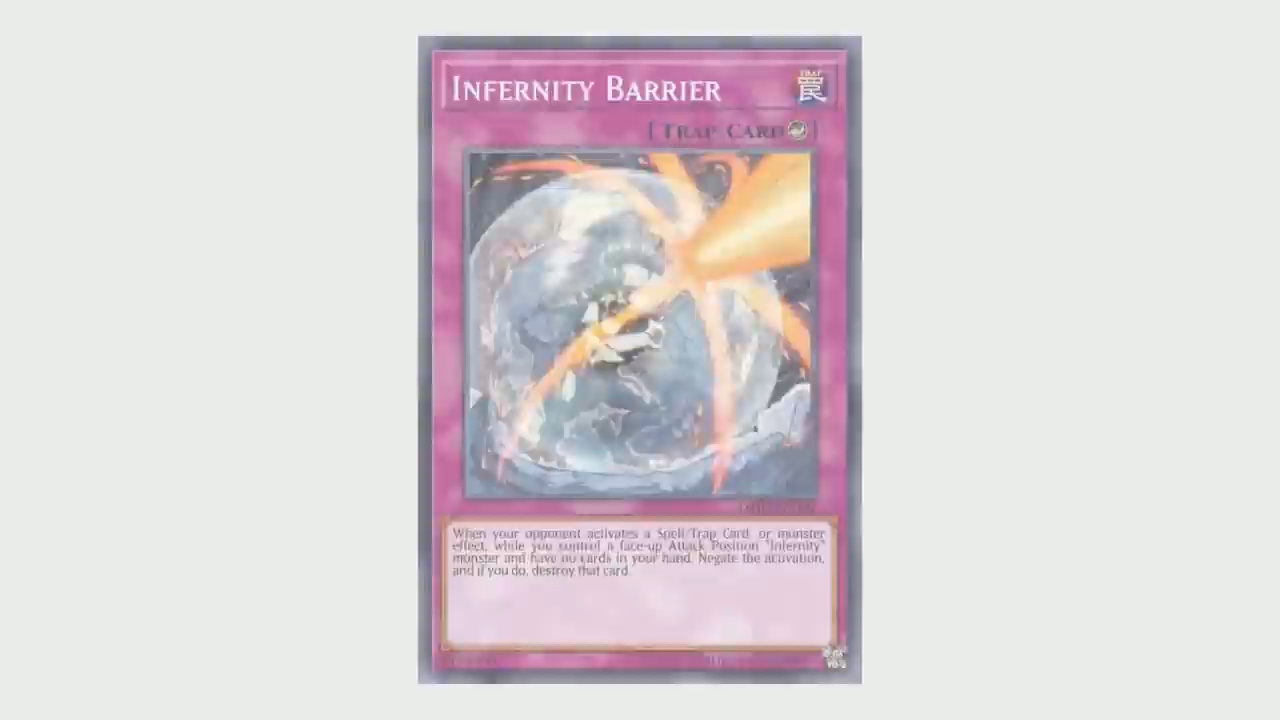 INFERNITY BARRIER
TRAP
罠
[TRAP CARD]
When your opponent activates a Spell/Trap Card, or monster
effect, while you control a face-up Attack Position "Infernity"
monster and have no cards in your hand: Negate the activation,
and if you do, destroy that card.